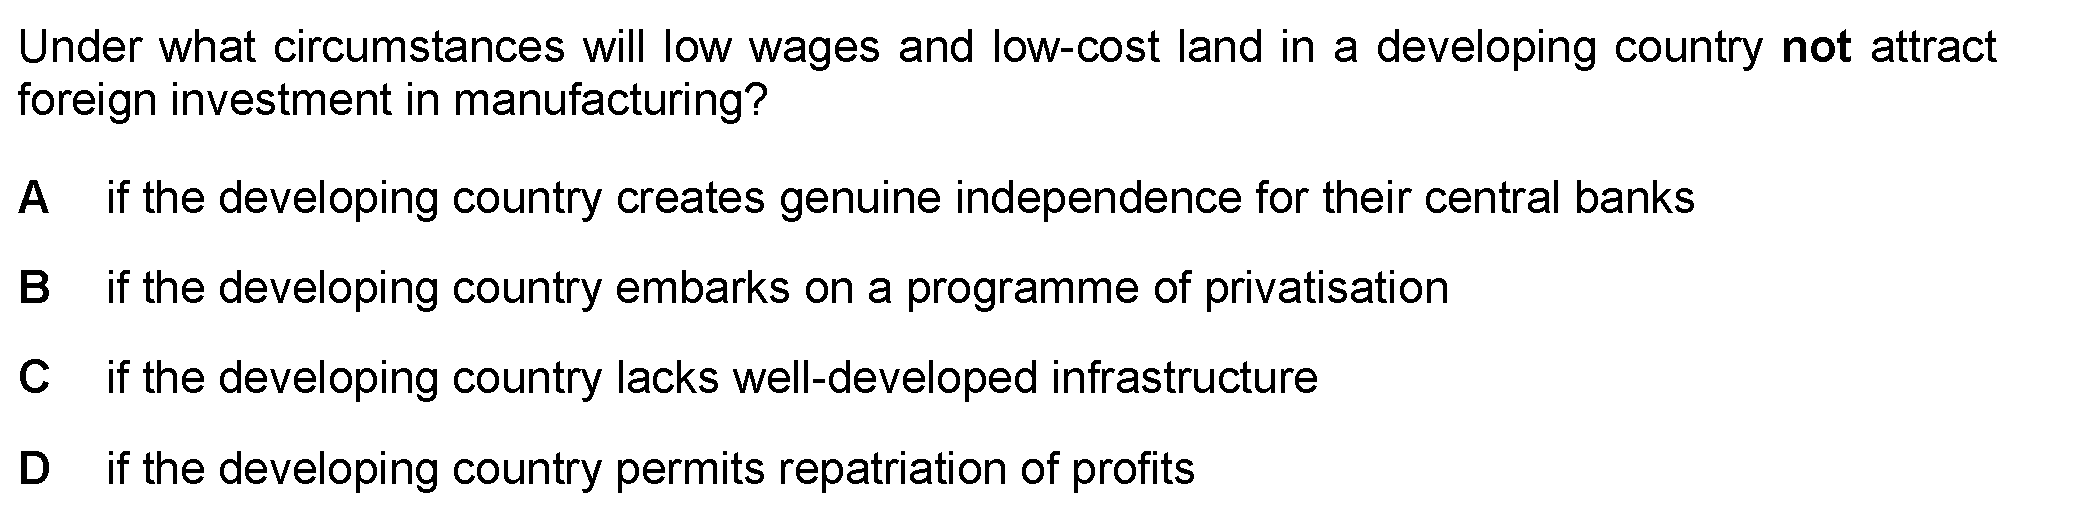 Under what circumstances will low wages and low-cost land in a developing country not attract
foreign investment in manufacturing?
A if the developing country creates genuine independence for their central banks
B if the developing country embarks on a programme of privatisation
C if the developing country lacks well-developed infrastructure
D if the developing country permits repatriation of profits